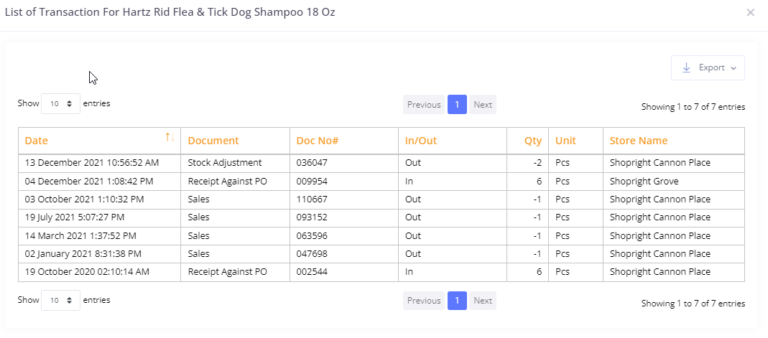 List of Transaction For Hartz Rid Flea & Tick Dog Shampoo 18 Oz
Export
Show 10 entries Previous 1 Next Showing 1 to 7 of 7 entries
Date Document Doc No# In/Out Qty Unit Store Name
13 December 2021 10:56:52 AM Stock Adjustment 036047 Out -2 Pcs Shopright Cannon Place
04 December 2021 1:08:42 PM Receipt Against PO 009954 In 6 Pcs Shopright Grove
03 October 2021 1:10:32 PM Sales 110667 Out -1 Pcs Shopright Cannon Place
19 July 2021 5:07:27 PM Sales 093152 Out -1 Pcs Shopright Cannon Place
14 March 2021 1:37:52 PM Sales 063596 Out -1 Pcs Shopright Cannon Place
02 January 2021 8:31:38 PM Sales 047698 Out -1 Pcs Shopright Cannon Place
19 October 2020 02:10:14 AM Receipt Against PO 002544 In 6 Pcs Shopright Cannon Place
Show 10 entries Previous 1 Next Showing 1 to 7 of 7 entries